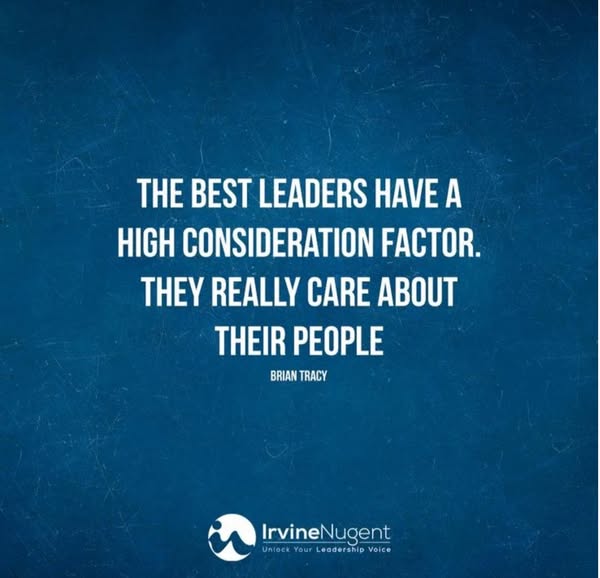 THE BEST LEADERS HAVE A
HIGH CONSIDERATION FACTOR.
THEY REALLY CARE ABOUT
THEIR PEOPLE
BRIAN TRACY
IrvineNugent
Unlock Your Leadership Voice